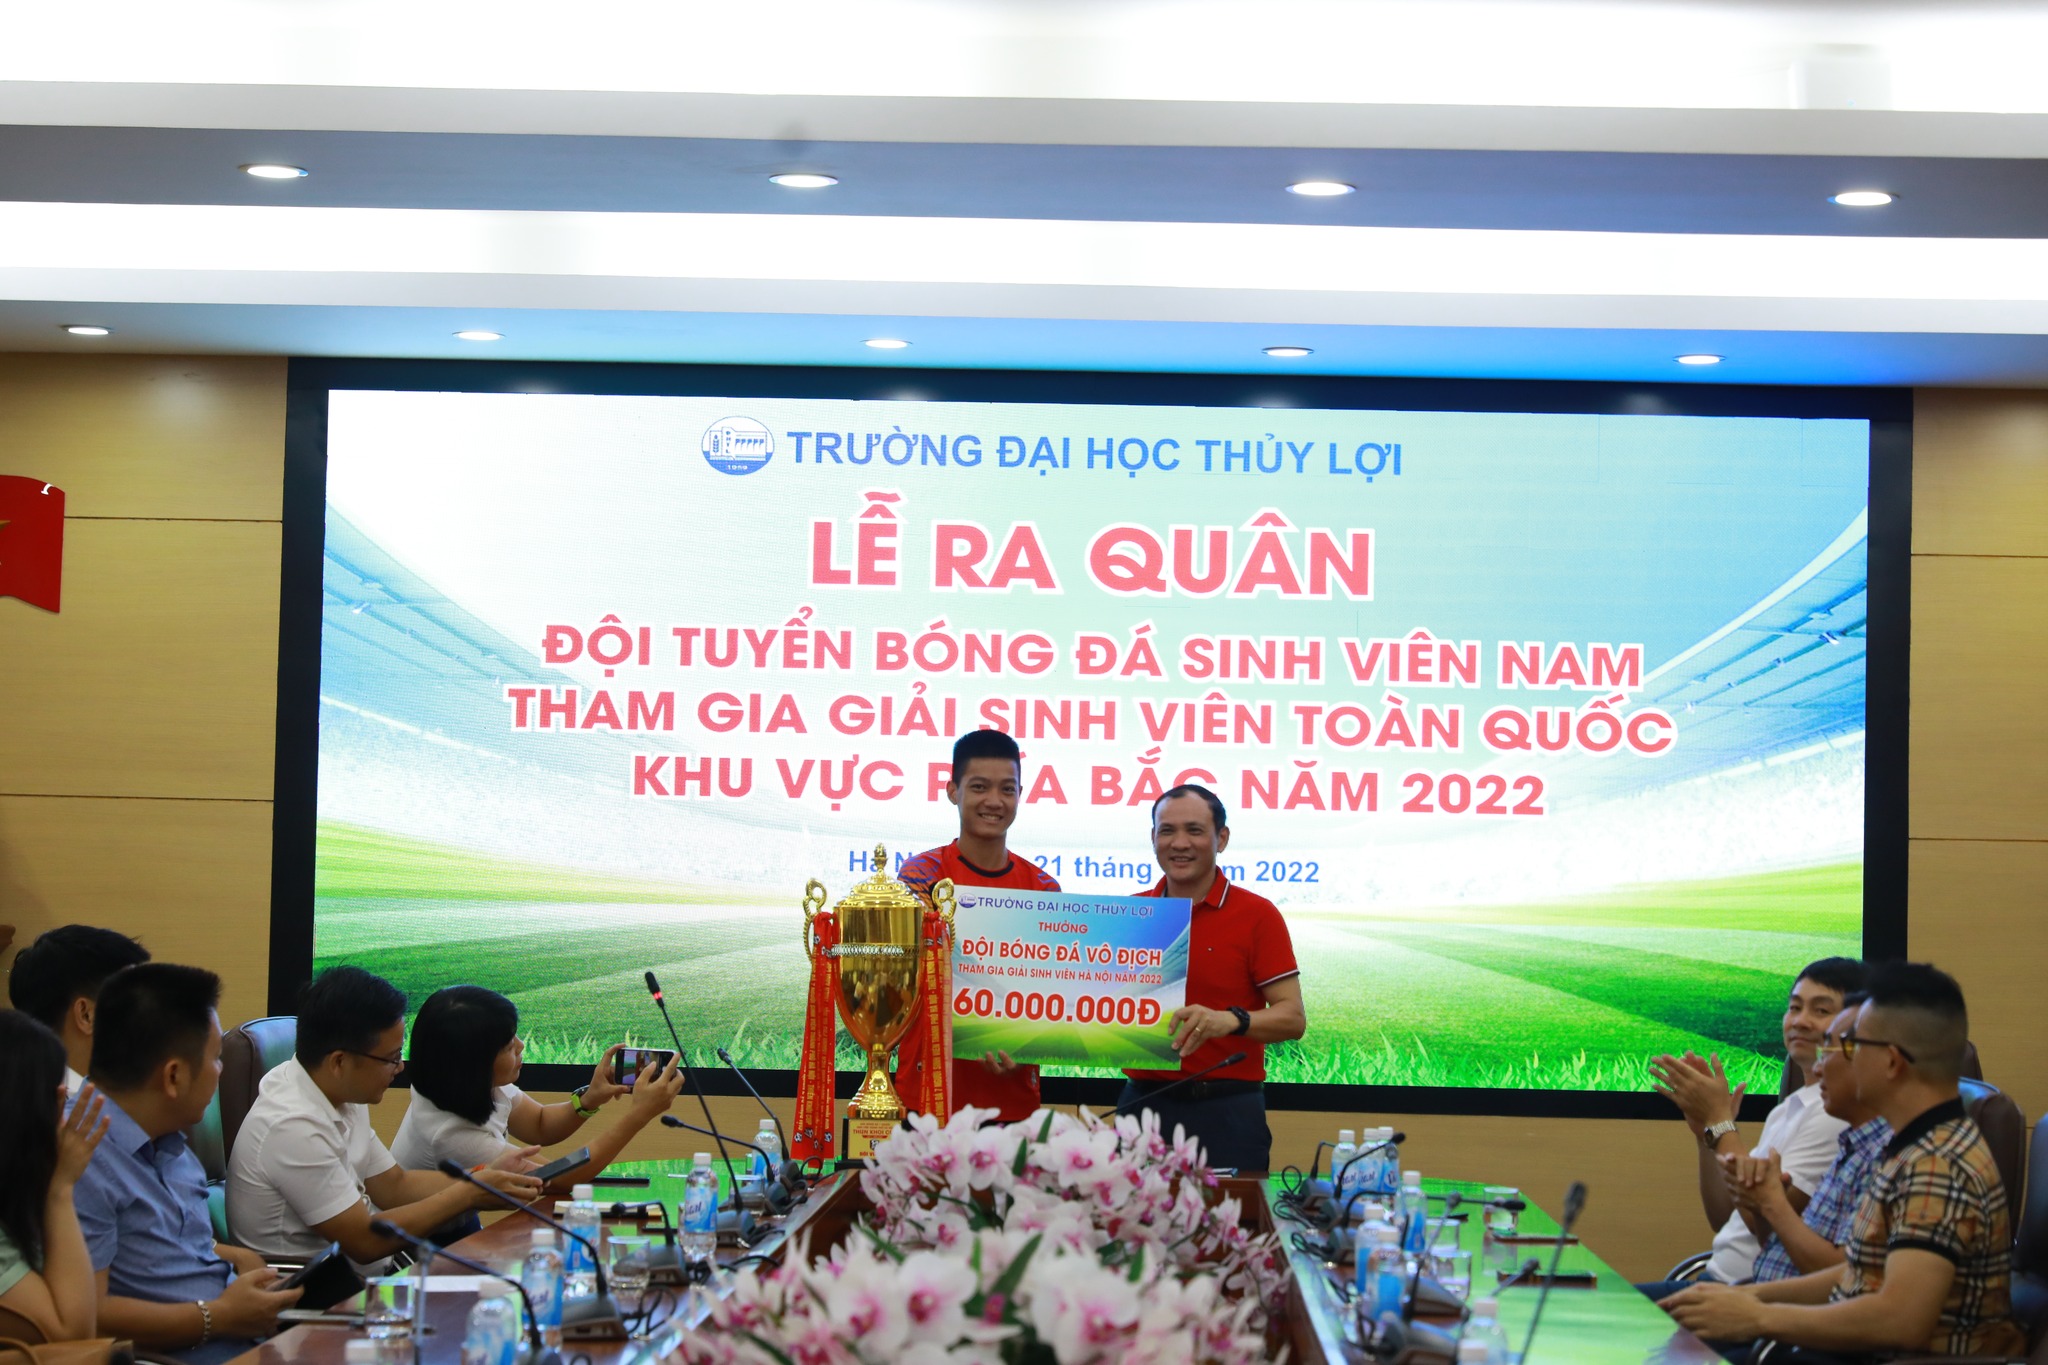 TRƯỜNG ĐẠI HỌC THỦY LỢI
LỄ RA QUÂN
ĐỘI TUYỂN BÓNG ĐÁ SINH VIÊN NAM
THAM GIA GIẢI SINH VIÊN TOÀN QUỐC
KHU VỰC BẮC NĂM 2022
21 tháng 2022
TRƯỜNG ĐẠI HỌC THỦY LỢI
THƯỞNG
ĐỘI BÓNG ĐÁ VÔ ĐỊCH
THAM GIA GIẢI SINH VIÊN HÀ NỘI NĂM 2022
60.000.000Đ
1959